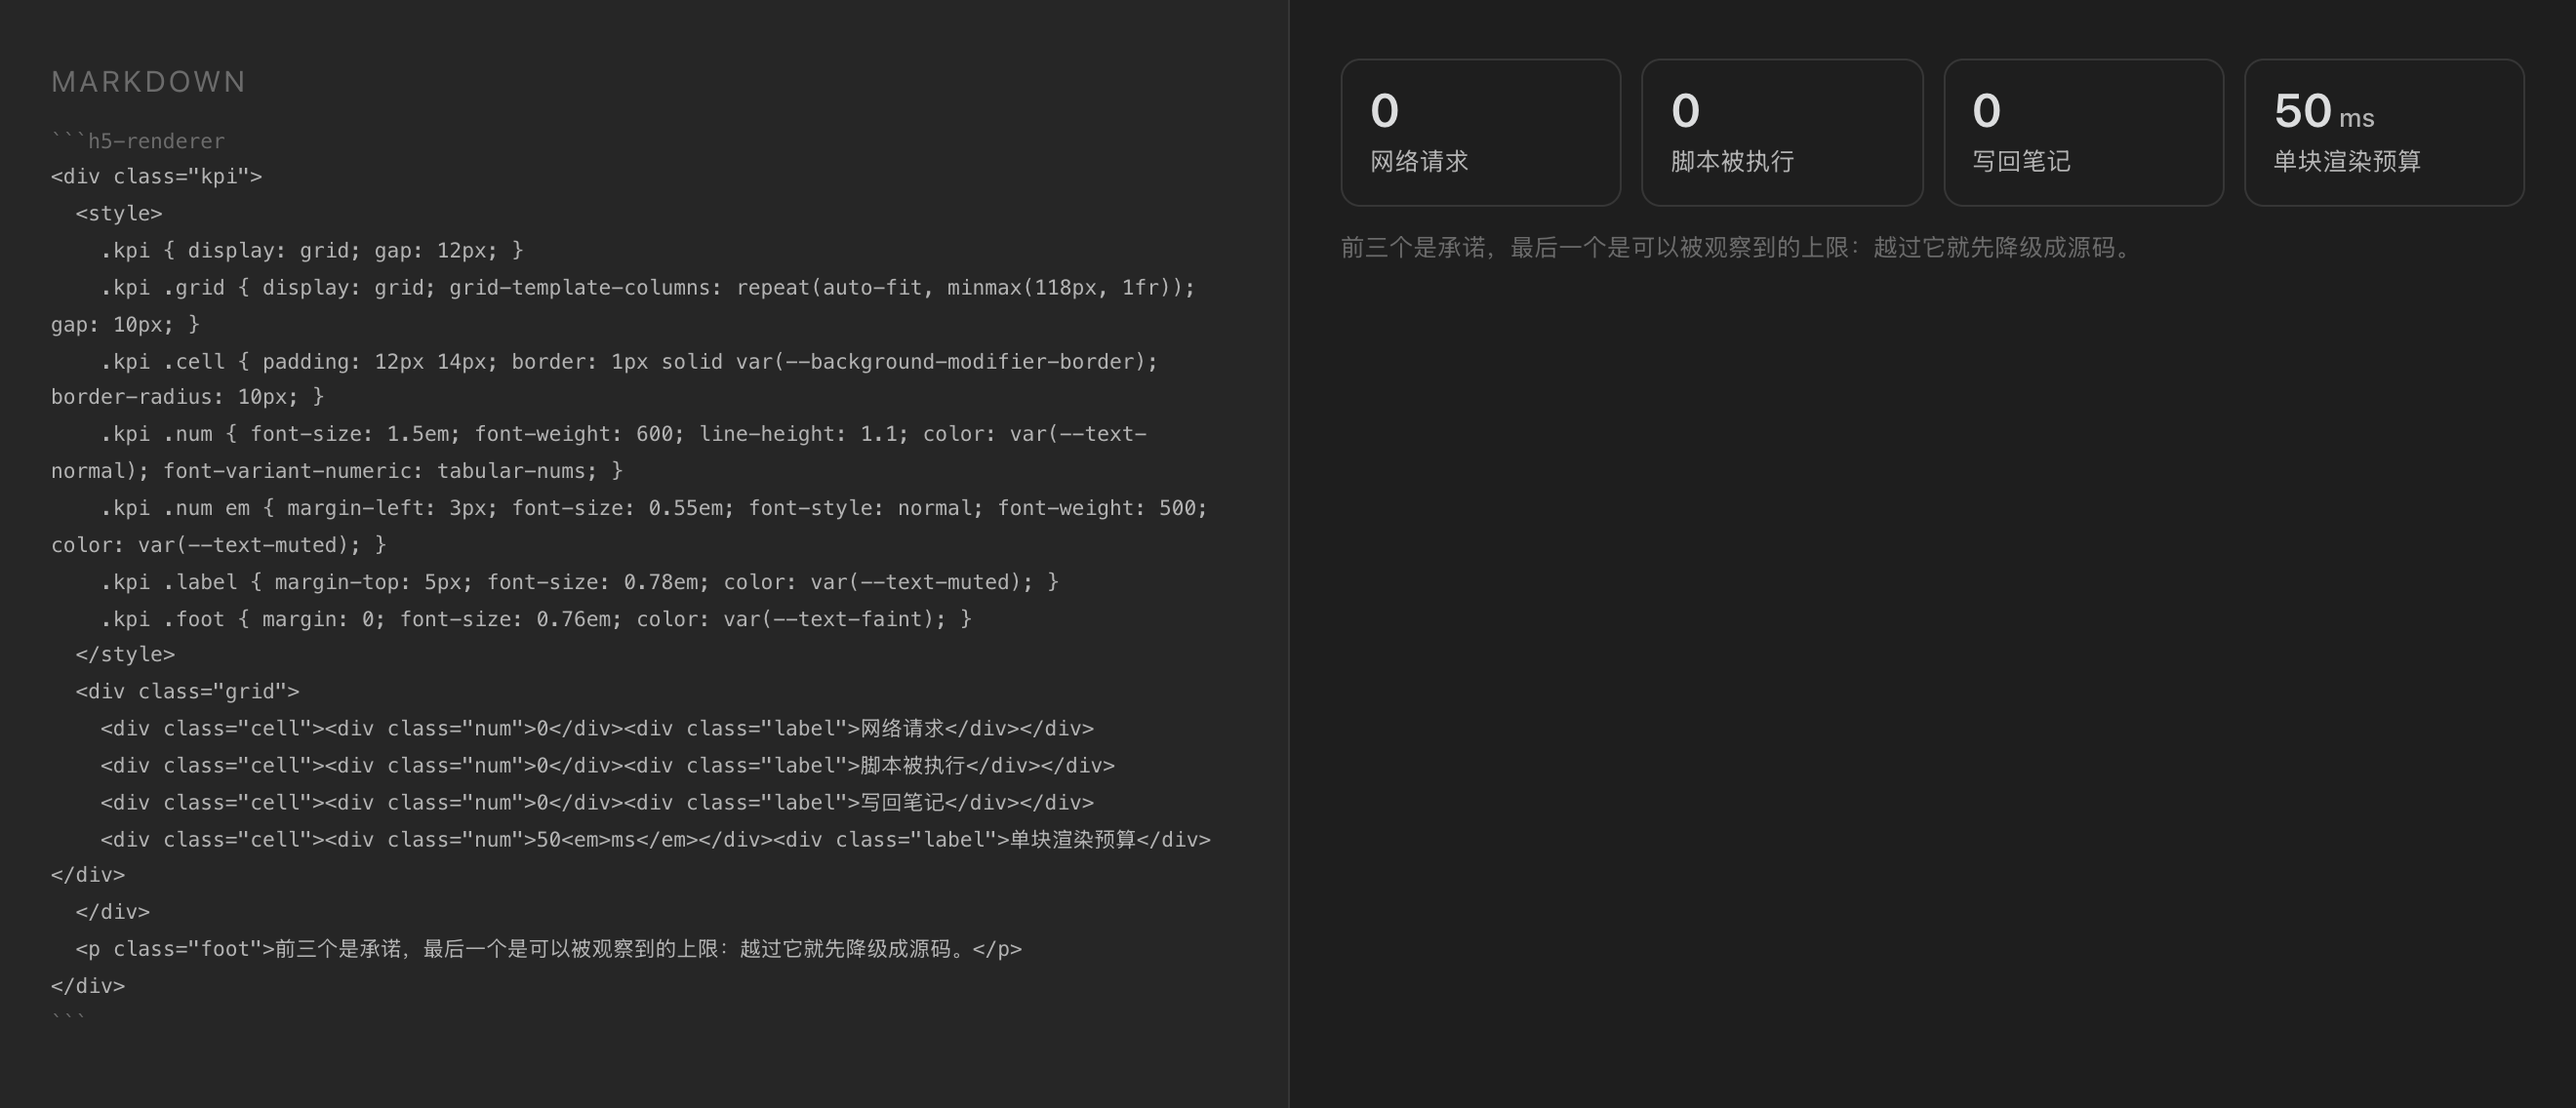 MARKDOWN
```h5-renderer
<div class="kpi">
  <style>
    .kpi { display: grid; gap: 12px; }
    .kpi .grid { display: grid; grid-template-columns: repeat(auto-fit, minmax(118px, 1fr));
gap: 10px; }
    .kpi .cell { padding: 12px 14px; border: 1px solid var(--background-modifier-border);
border-radius: 10px; }
    .kpi .num { font-size: 1.5em; font-weight: 600; line-height: 1.1; color: var(--text-
normal); font-variant-numeric: tabular-nums; }
    .kpi .num em { margin-left: 3px; font-size: 0.55em; font-style: normal; font-weight: 500;
color: var(--text-muted); }
    .kpi .label { margin-top: 5px; font-size: 0.78em; color: var(--text-muted); }
    .kpi .foot { margin: 0; font-size: 0.76em; color: var(--text-faint); }
  </style>
  <div class="grid">
    <div class="cell"><div class="num">0</div><div class="label">网络请求</div></div>
    <div class="cell"><div class="num">0</div><div class="label">脚本被执行</div></div>
    <div class="cell"><div class="num">0</div><div class="label">写回笔记</div></div>
    <div class="cell"><div class="num">50<em>ms</em></div><div class="label">单块渲染预算</div>
</div>
  </div>
  <p class="foot">前三个是承诺，最后一个是可以被观察到的上限：越过它就先降级成源码。</p>
</div>
```
0
网络请求
0
脚本被执行
0
写回笔记
50 ms
单块渲染预算
前三个是承诺，最后一个是可以被观察到的上限：越过它就先降级成源码。